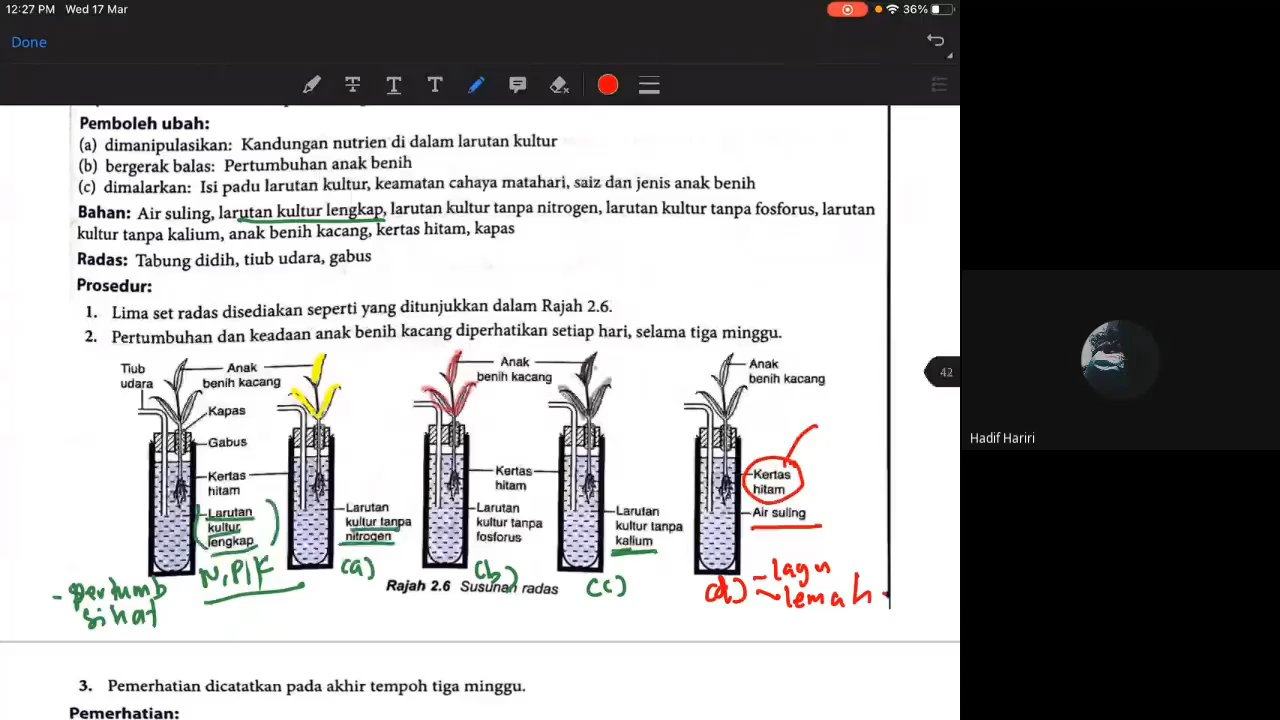 12:27 PM Wed 17 Mar
36%
Done
Pemboleh ubah:
(a) dimanipulasikan: Kandungan nutrien di dalam larutan kultur
(b) bergerak balas: Pertumbuhan anak benih
(c) dimalarkan: Isi padu larutan kultur, keamatan cahaya matahari, saiz dan jenis anak benih
Bahan: Air suling, larutan kultur lengkap, larutan kultur tanpa nitrogen, larutan kultur tanpa fosforus, larutan
kultur tanpa kalium, anak benih kacang, kertas hitam, kapas
Radas: Tabung didih, tiub udara, gabus
Prosedur:
1. Lima set radas disediakan seperti yang ditunjukkan dalam Rajah 2.6.
2. Pertumbuhan dan keadaan anak benih kacang diperhatikan setiap hari, selama tiga minggu.
Tiub
udara
Anak
benih kacang
Kapas
Gabus
Kertas
hitam
Larutan
kultur
lengkap
Larutan
kultur tanpa
nitrogen
Anak
benih kacang
Kertas
hitam
Larutan
kultur tanpa
fosforus
Larutan
kultur tanpa
kalium
Anak
benih kacang
Kertas
hitam
Air suling
N, P, K
- pertumb
sihat
(a)
(b)
(c)
(d) - layu
- lemah
Rajah 2.6 Susunan radas
3. Pemerhatian dicatatkan pada akhir tempoh tiga minggu.
Pemerhatian:
42
Hadif Hariri